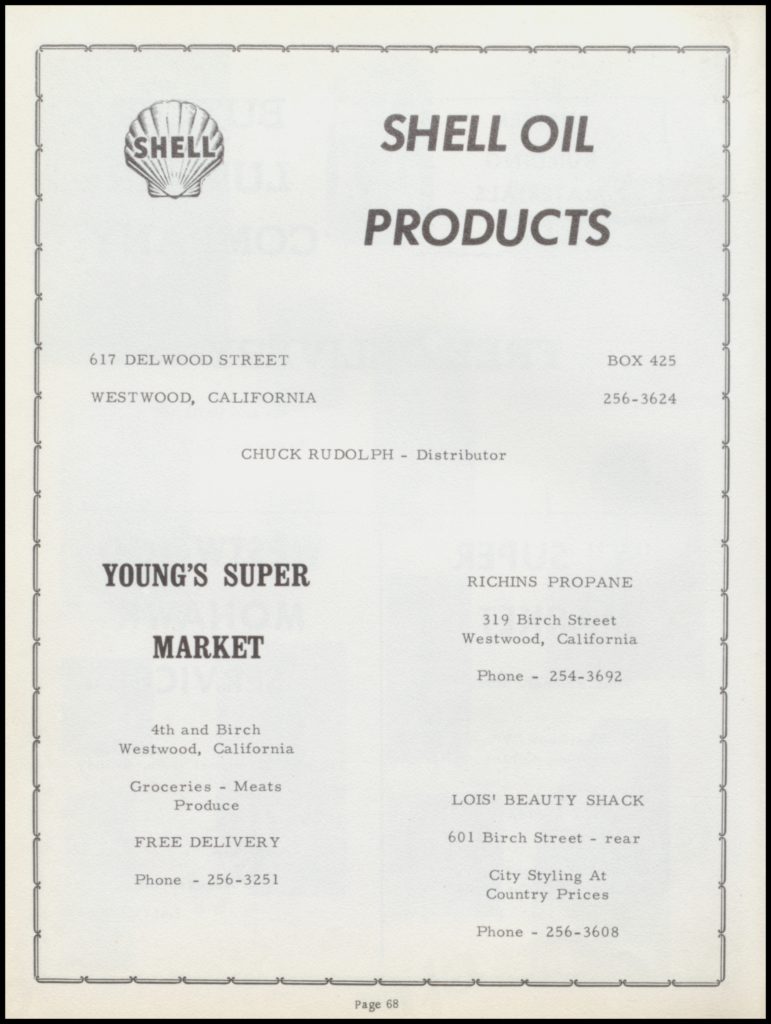 SHELL
SHELL OIL
PRODUCTS
617 DELWOOD STREET
BOX 425
WESTWOOD, CALIFORNIA
256-3624
CHUCK RUDOLPH - Distributor
YOUNG'S SUPER
MARKET
4th and Birch
Westwood, California
Groceries - Meats
Produce
FREE DELIVERY
Phone - 256-3251
RICHINS PROPANE
319 Birch Street
Westwood, California
Phone - 254-3692
LOIS' BEAUTY SHACK
601 Birch Street - rear
City Styling At
Country Prices
Phone - 256-3608
Page 68